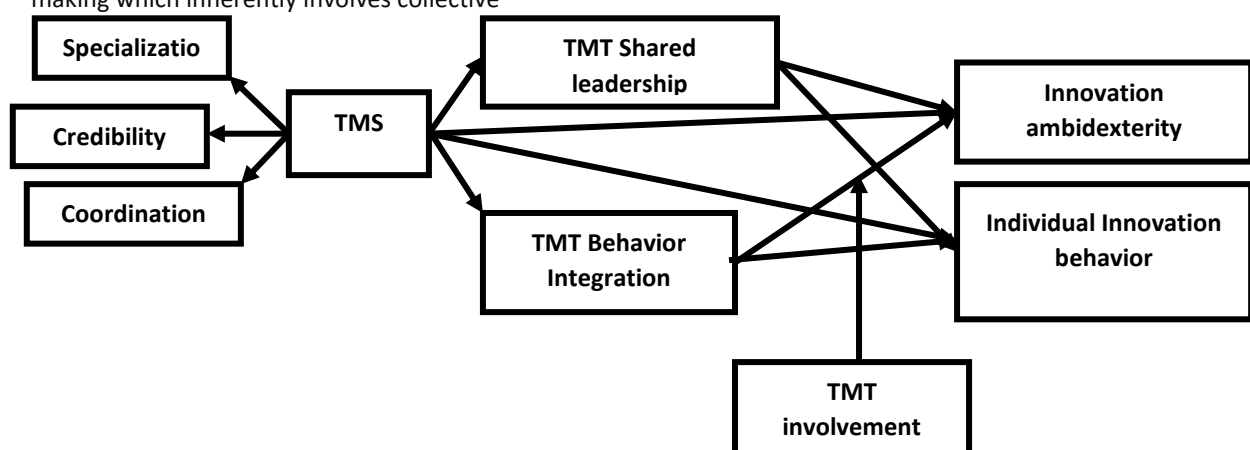 making which inherently involves collective
Specializatio
Credibility
Coordination
TMS
TMT Shared
leadership
TMT Behavior
Integration
Innovation
ambidexterity
Individual Innovation
behavior
TMT
involvement